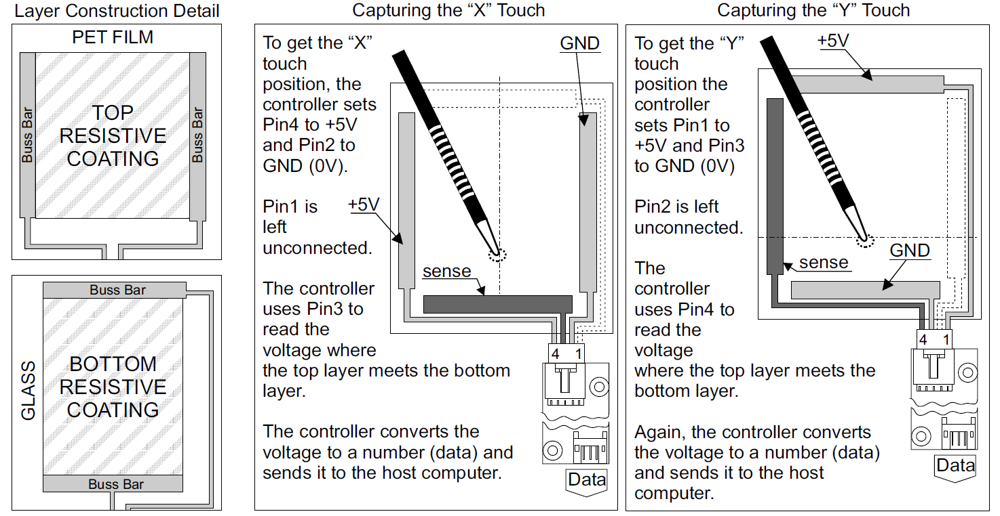 Layer Construction Detail
PET FILM
Buss Bar
TOP
RESISTIVE
COATING
Buss Bar
Buss Bar
GLASS
BOTTOM
RESISTIVE
COATING
Buss Bar
Capturing the “X” Touch
To get the “X”
touch
position, the
controller sets
Pin4 to +5V
and Pin2 to
GND (0V).
Pin1 is
left
unconnected.
The controller
uses Pin3 to
read the
voltage where
the top layer meets the bottom
layer.
The controller converts the
voltage to a number (data) and
sends it to the host computer.
GND
+5V
sense
4 1
Data
Capturing the “Y” Touch
To get the “Y”
touch
position the
controller
sets Pin1 to
+5V and Pin3
to GND (0V)
Pin2 is left
unconnected.
The
controller
uses Pin4 to
read the
voltage
where the top layer meets the
bottom layer.
Again, the controller converts
the voltage to a number (data)
and sends it to the host
computer.
+5V
GND
sense
4 1
Data